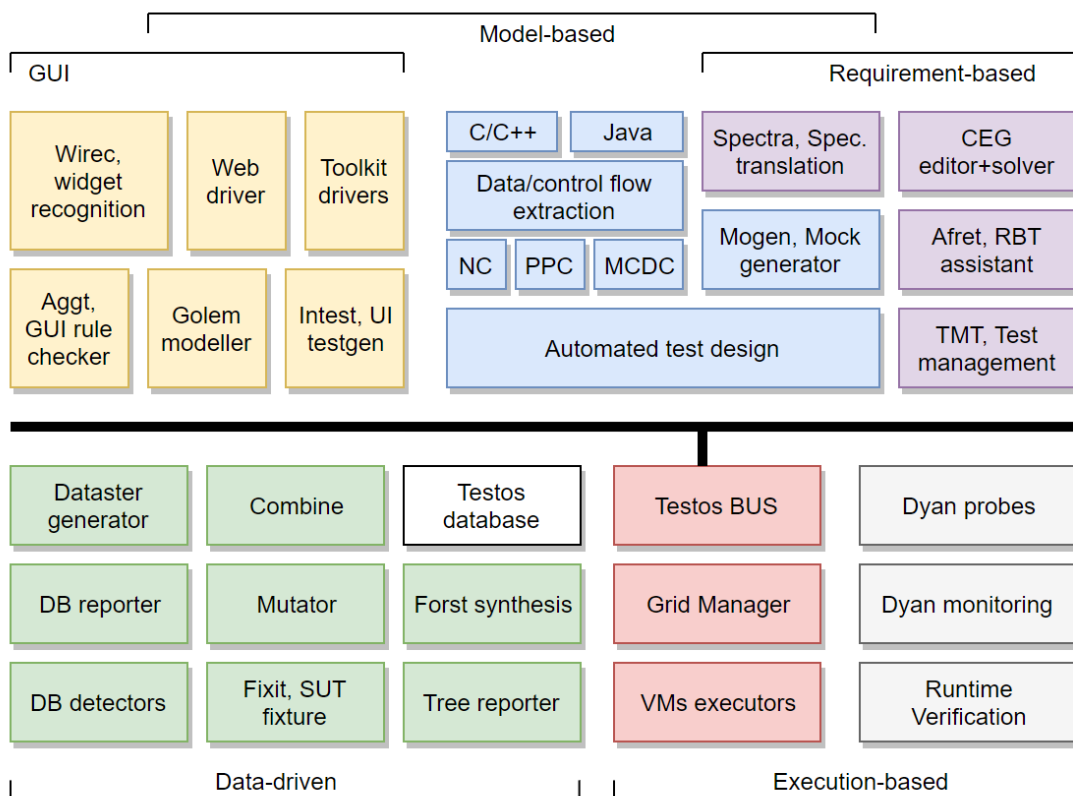 Model-based
GUI
Requirement-based
Wirec,
widget
recognition
Web
driver
Toolkit
drivers
C/C++
Java
Data/control flow
extraction
NC
PPC
MCDC
Spectra, Spec.
translation
CEG
editor+solver
Mogen, Mock
generator
Afret, RBT
assistant
Aggt,
GUI rule
checker
Golem
modeller
Intest, UI
testgen
Automated test design
TMT, Test
management
Dataster
generator
Combine
Testos
database
Testos BUS
Dyan probes
DB reporter
Mutator
Forst synthesis
Grid Manager
Dyan monitoring
DB detectors
Fixit, SUT
fixture
Tree reporter
VMs executors
Runtime
Verification
Data-driven
Execution-based